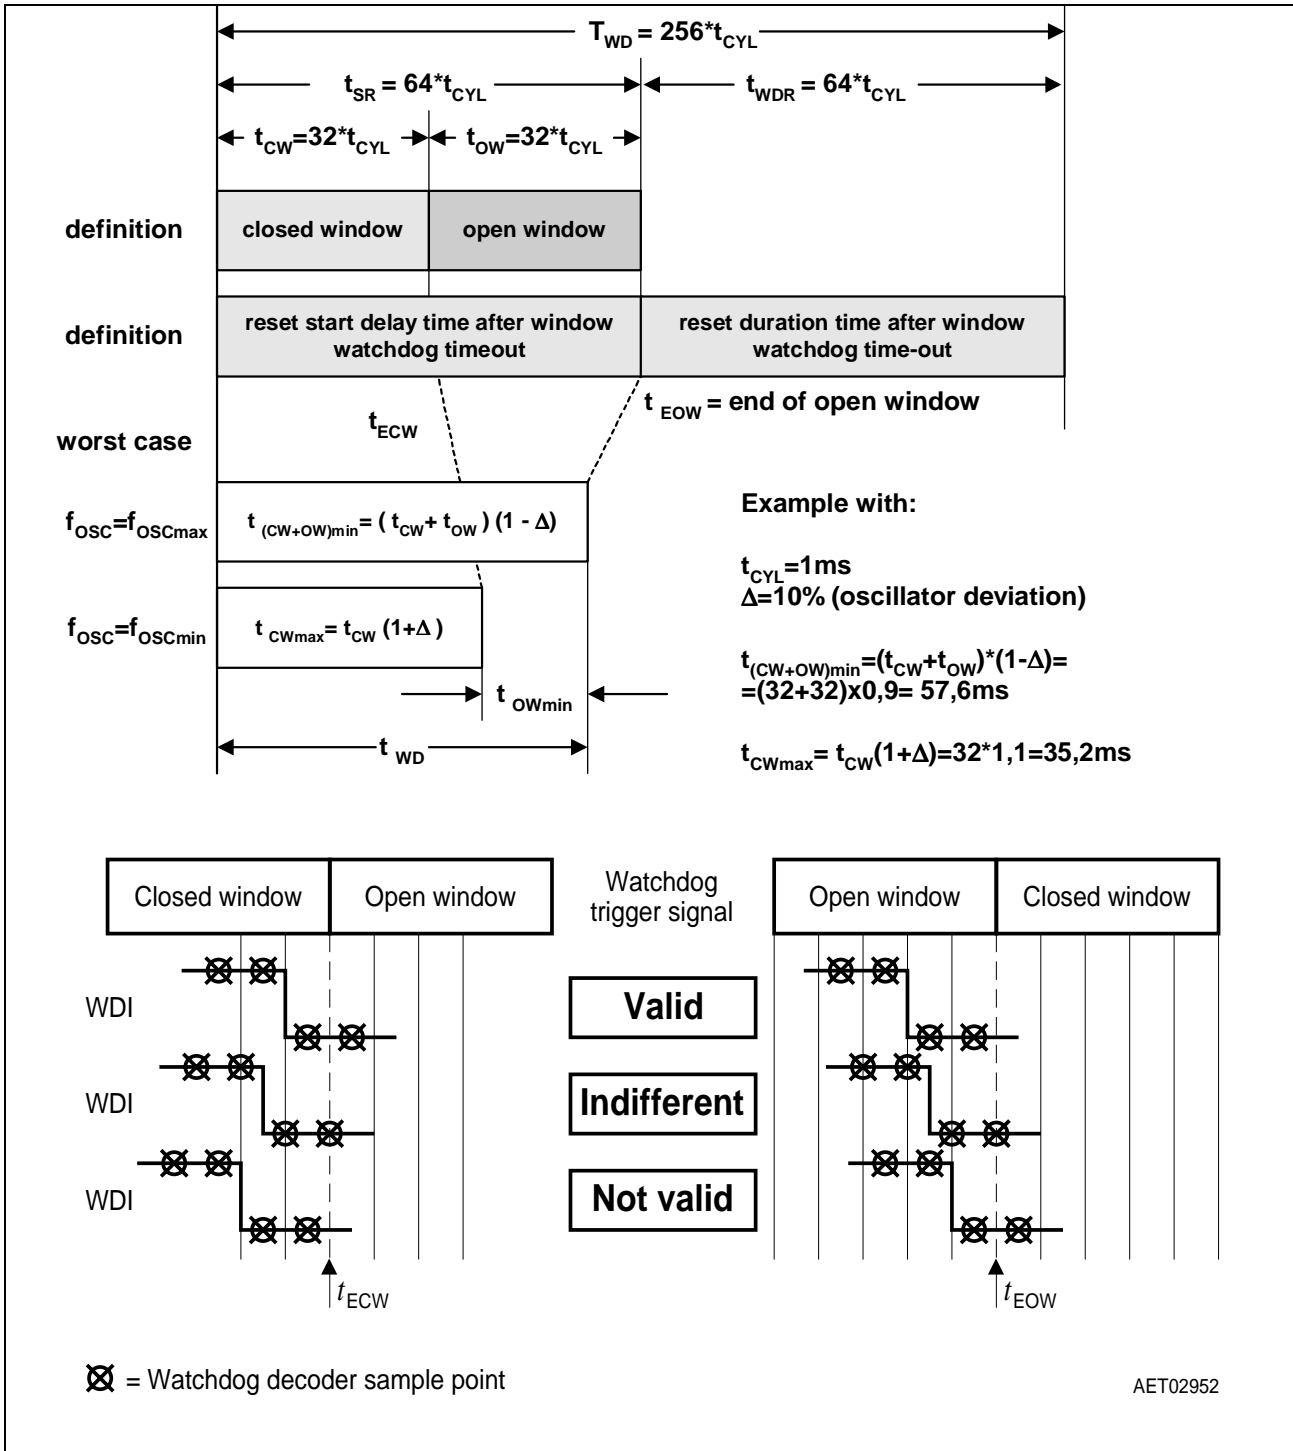 T_WD = 256*t_CYL
t_SR = 64*t_CYL
t_WDR = 64*t_CYL
t_CW=32*t_CYL
t_OW=32*t_CYL
definition
closed window
open window
definition
reset start delay time after window
watchdog timeout
reset duration time after window
watchdog time-out
t_ECW
t_EOW = end of open window
worst case
f_OSC=f_OSCmax
t_(CW+OW)min= ( t_CW+ t_OW ) (1 - Δ)
f_OSC=f_OSCmin
t_CWmax= t_CW (1+Δ )
t_OWmin
t_WD
Example with:
t_CYL=1ms
Δ=10% (oscillator deviation)
t_(CW+OW)min=(t_CW+t_OW)*(1-Δ)=
=(32+32)x0,9= 57,6ms
t_CWmax= t_CW(1+Δ)=32*1,1=35,2ms
Closed window
Open window
Watchdog
trigger signal
Open window
Closed window
WDI
Valid
WDI
Indifferent
WDI
Not valid
t_ECW
t_EOW
= Watchdog decoder sample point
AET02952